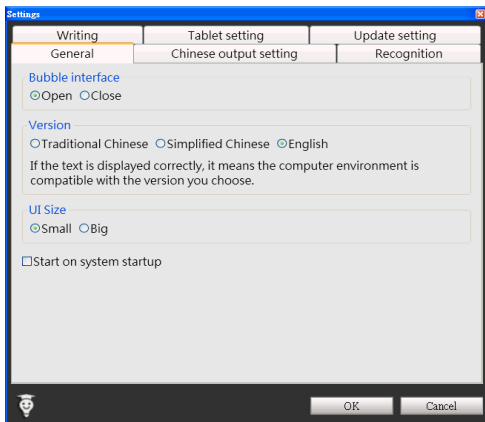 Settings
Writing Tablet setting Update setting
General Chinese output setting Recognition
Bubble interface
Open Close
Version
Traditional Chinese Simplified Chinese English
If the text is displayed correctly, it means the computer environment is
compatible with the version you choose.
UI Size
Small Big
Start on system startup
OK Cancel